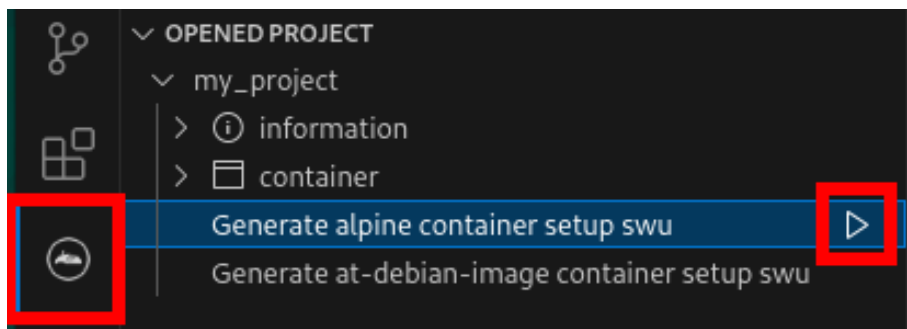 OPENED PROJECT
my_project
information
container
Generate alpine container setup swu
Generate at-debian-image container setup swu